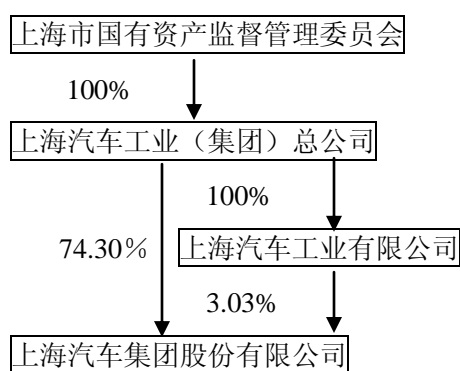 上海市国有资产监督管理委员会
100%
上海汽车工业（集团）总公司
100%
74.30％
上海汽车工业有限公司
3.03%
上海汽车集团股份有限公司